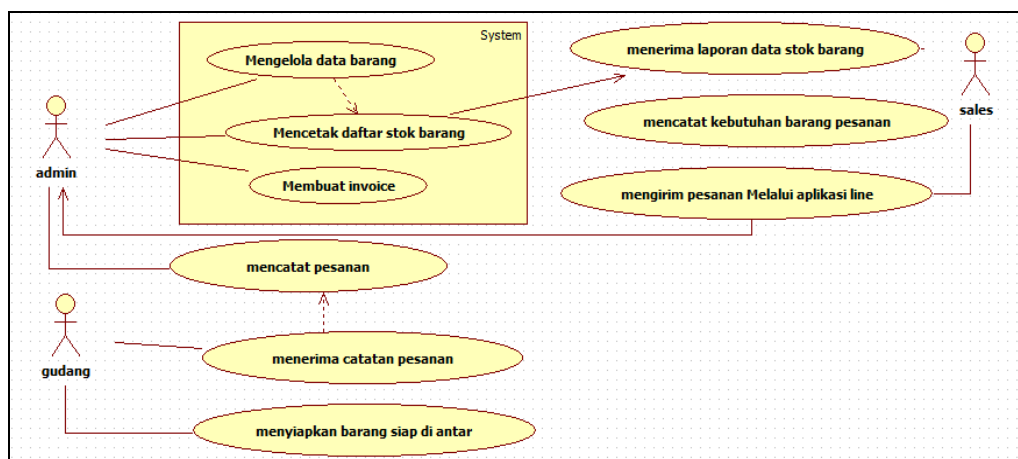 System
Mengelola data barang
Mencetak daftar stok barang
Membuat invoice
menerima laporan data stok barang
mencatat kebutuhan barang pesanan
mengirim pesanan Melalui aplikasi line
sales
admin
mencatat pesanan
menerima catatan pesanan
gudang
menyiapkan barang siap di antar